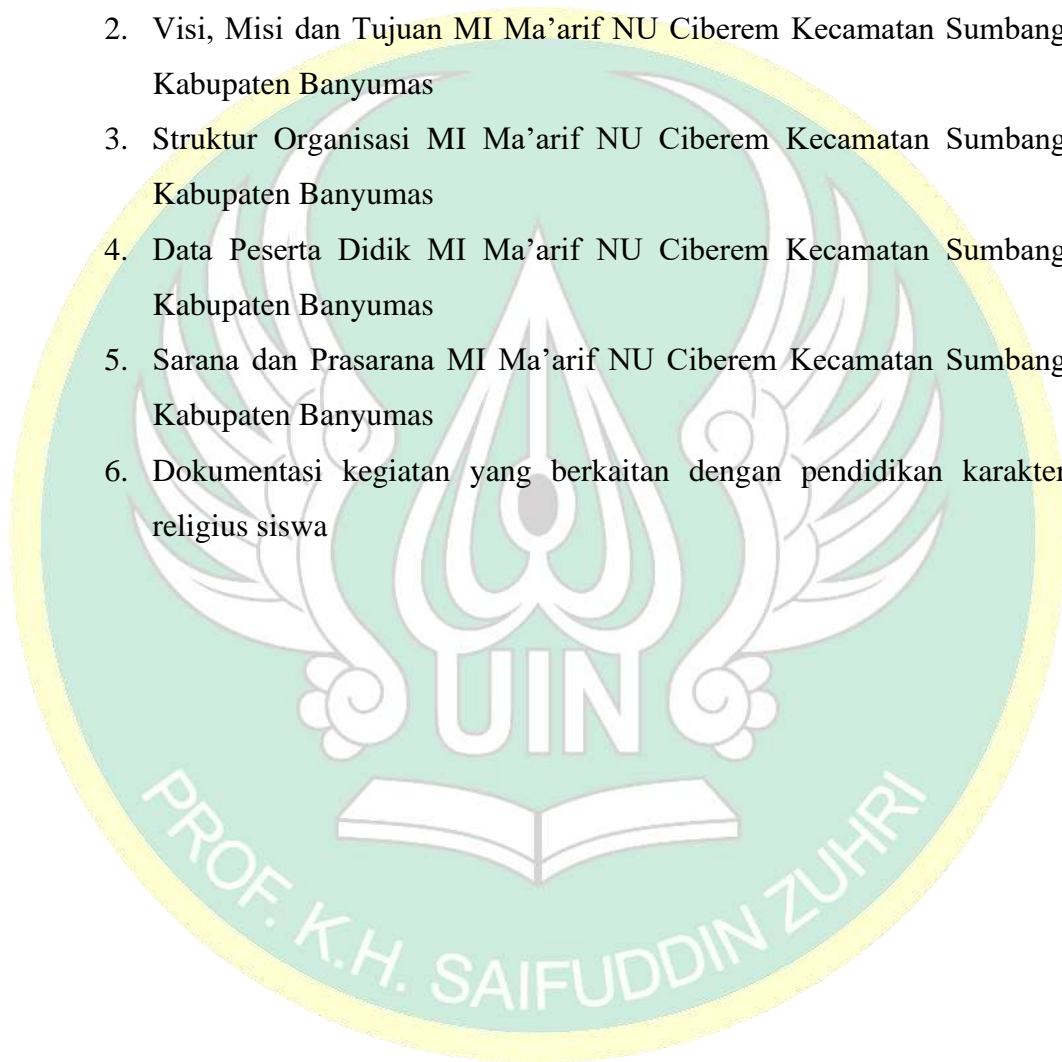 2. Visi, Misi dan Tujuan MI Ma’arif NU Ciberem Kecamatan Sumbang
Kabupaten Banyumas
3. Struktur Organisasi MI Ma’arif NU Ciberem Kecamatan Sumbang
Kabupaten Banyumas
4. Data Peserta Didik MI Ma’arif NU Ciberem Kecamatan Sumbang
Kabupaten Banyumas
5. Sarana dan Prasarana MI Ma’arif NU Ciberem Kecamatan Sumbang
Kabupaten Banyumas
6. Dokumentasi kegiatan yang berkaitan dengan pendidikan karakter
religius siswa
UIN
PROF. K.H. SAIFUDDIN ZUHRI